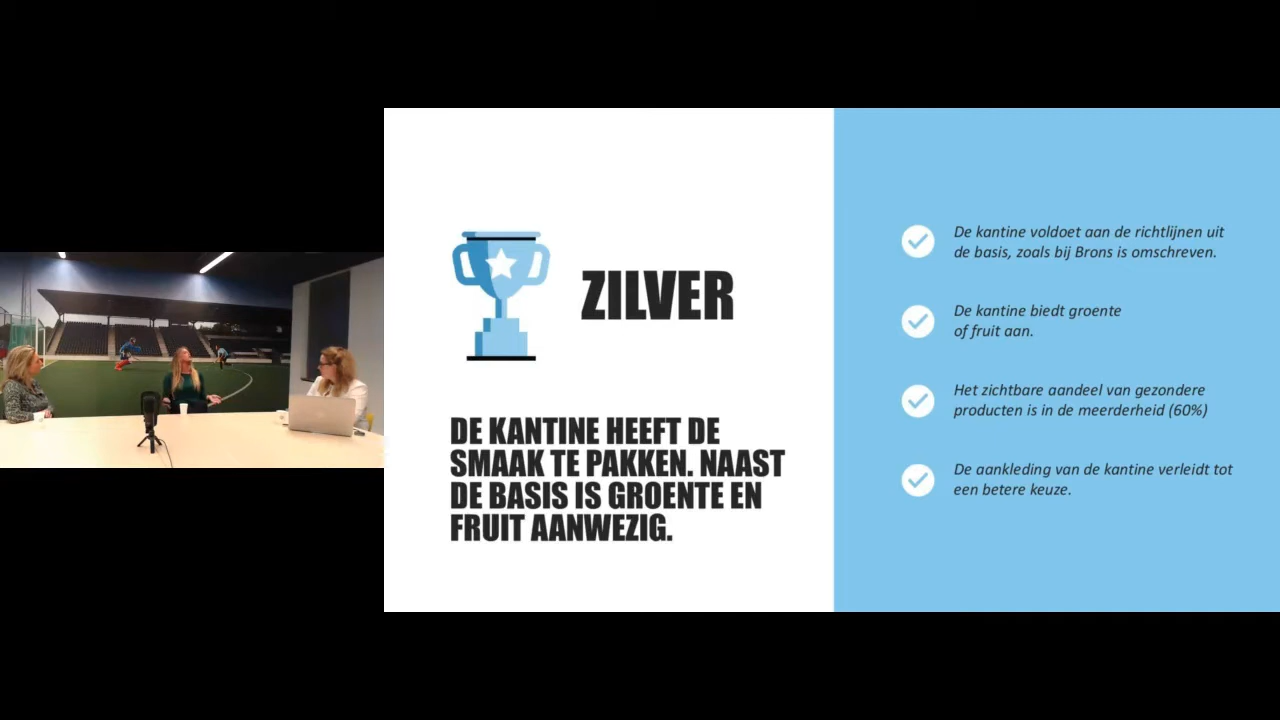 ZILVER
DE KANTINE HEEFT DE
SMAAK TE PAKKEN. NAAST
DE BASIS IS GROENTE EN
FRUIT AANWEZIG.
De kantine voldoet aan de richtlijnen uit
de basis, zoals bij Brons is omschreven.
De kantine biedt groente
of fruit aan.
Het zichtbare aandeel van gezondere
producten is in de meerderheid (60%)
De aankleding van de kantine verleidt tot
een betere keuze.